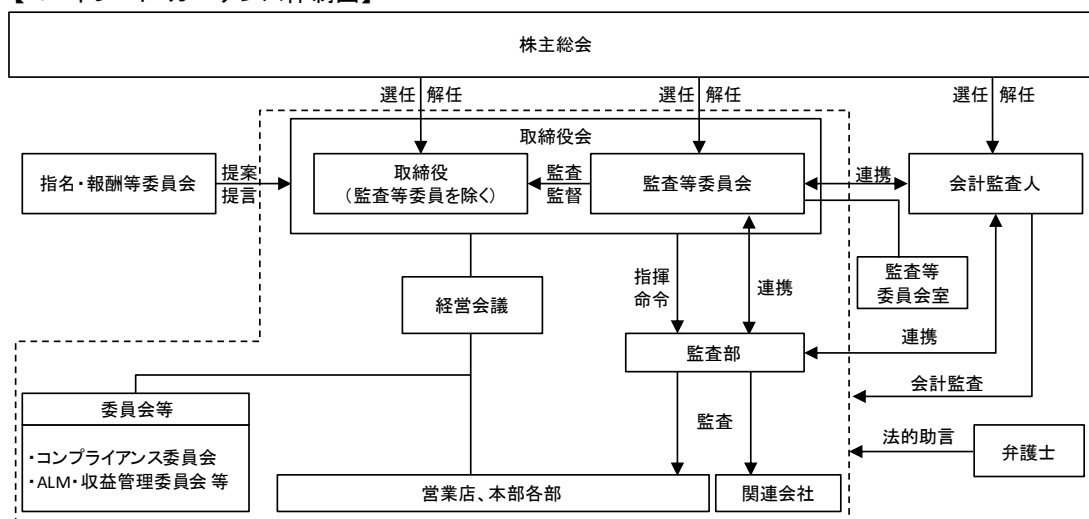 株主総会
選任 解任
選任 解任
選任 解任
取締役会
指名・報酬等委員会
提案
提言
取締役
(監査等委員を除く)
監査
監督
監査等委員会
連携
会計監査人
監査等
委員会室
指揮
命令
連携
経営会議
監査部
連携
会計監査
委員会等
・コンプライアンス委員会
・ALM・収益管理委員会 等
監査
法的助言
弁護士
営業店、本部各部
関連会社